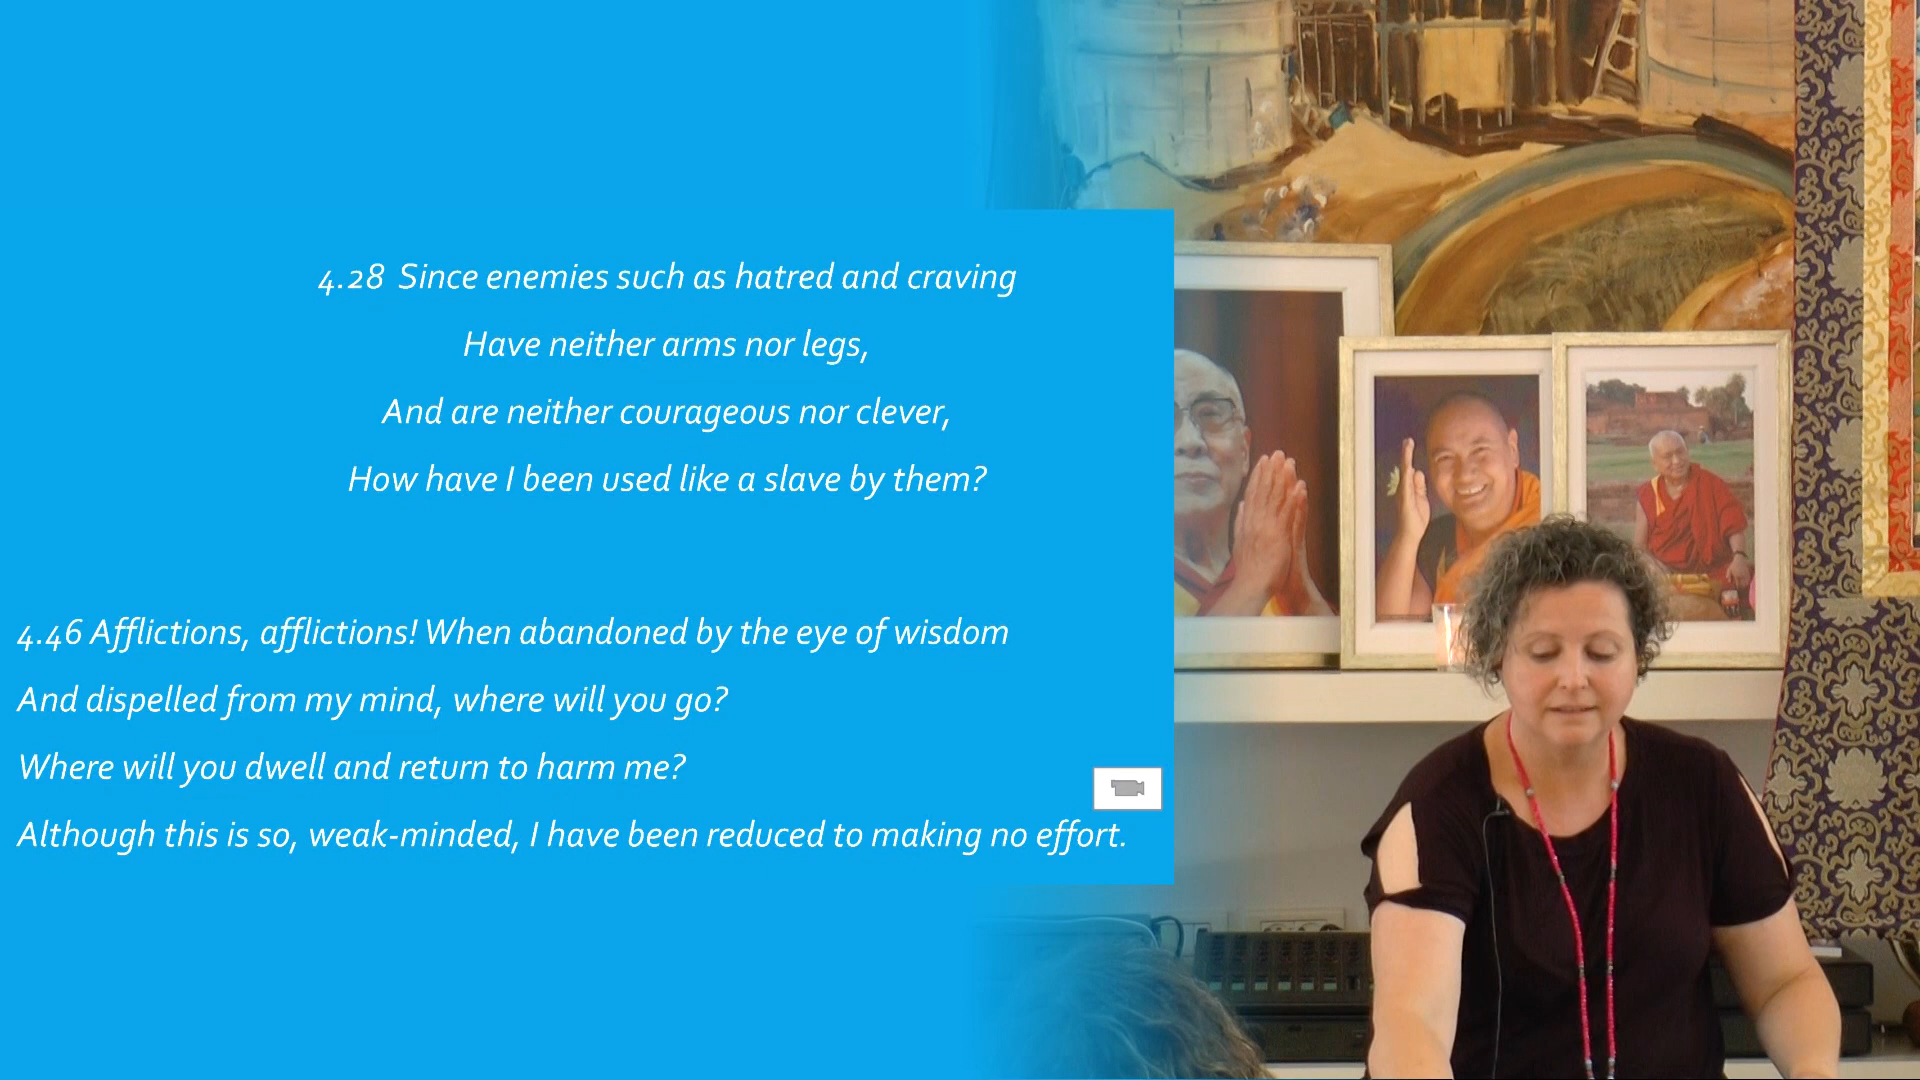 4.28 Since enemies such as hatred and craving
Have neither arms nor legs,
And are neither courageous nor clever,
How have I been used like a slave by them?
4.46 Afflictions, afflictions! When abandoned by the eye of wisdom
And dispelled from my mind, where will you go?
Where will you dwell and return to harm me?
Although this is so, weak-minded, I have been reduced to making no effort.